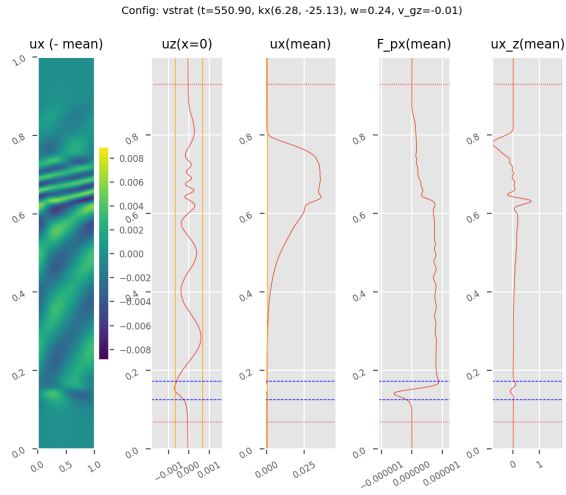 Config: vstrat (t=550.90, kx(6.28, -25.13), w=0.24, v_gz=-0.01)
ux (- mean) uz(x=0) ux(mean) F_px(mean) ux_z(mean)
1.0
0.8 0.8 0.8 0.8 0.8
0.008
0.006
0.6 0.004 0.6 0.6 0.6 0.6
0.002
0.000
0.4 −0.002 0.4 0.4 0.4
−0.004 0.4
−0.006
0.2 −0.008 0.2 0.2 0.2 0.2
0.0 0.0 0.0 0.0 0.0
0.0 0.5 1.0 −0.001 0.000 0.001 0.000 0.025 −0.000001 0.000000 0.000001 0 1